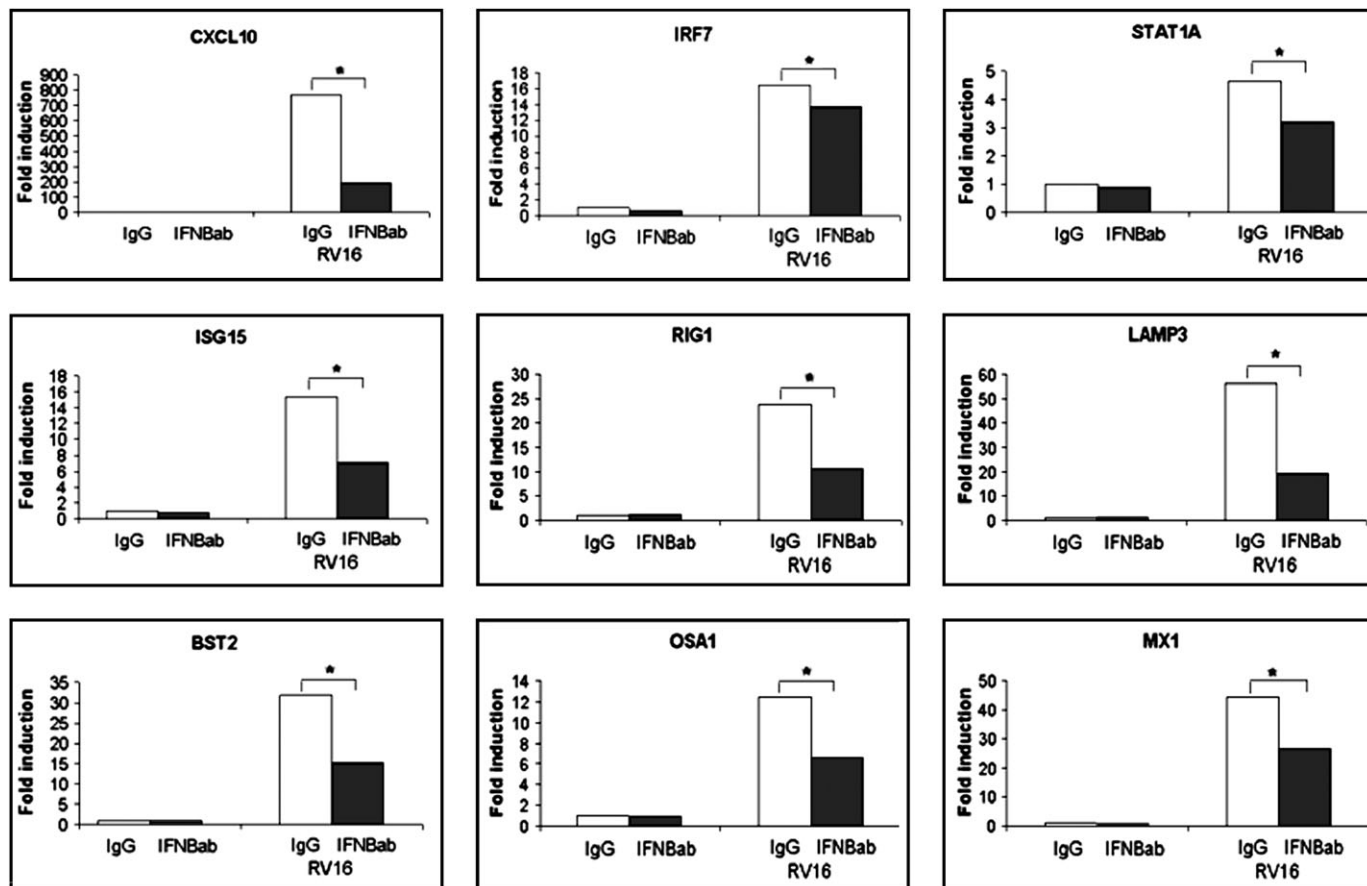 CXCL10
*
Fold induction
900
800
700
600
500
400
300
200
100
0
IgG IFNBab IgG IFNBab
RV16
IRF7
*
Fold induction
18
16
14
12
10
8
6
4
2
0
IgG IFNBab IgG IFNBab
RV16
STAT1A
*
Fold induction
5
4
3
2
1
0
IgG IFNBab IgG IFNBab
RV16
ISG15
*
Fold induction
18
16
14
12
10
8
6
4
2
0
IgG IFNBab IgG IFNBab
RV16
RIG1
*
Fold Induction
30
25
20
15
10
5
0
IgG IFNBab IgG IFNBab
RV16
LAMP3
*
Fold induction
60
50
40
30
20
10
0
IgG IFNBab IgG IFNBab
RV16
BST2
*
Fold induction
35
30
25
20
15
10
5
0
IgG IFNBab IgG IFNBab
RV16
OSA1
*
Fold Induction
14
12
10
8
6
4
2
0
IgG IFNBab IgG IFNBab
RV16
MX1
*
Fold induction
50
40
30
20
10
0
IgG IFNBab IgG IFNBab
RV16